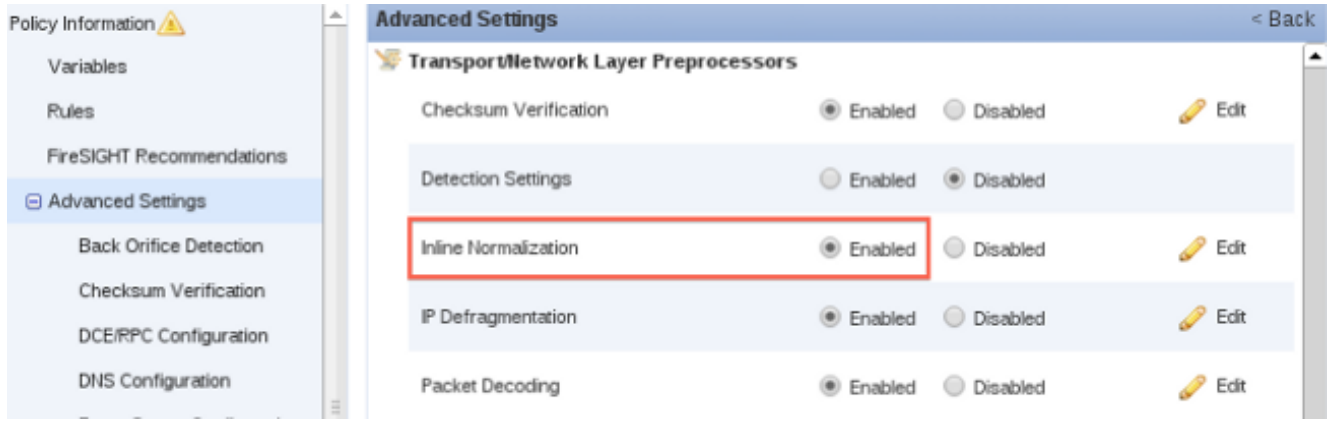 Policy Information
Variables
Rules
FireSIGHT Recommendations
Advanced Settings
Back Orifice Detection
Checksum Verification
DCE/RPC Configuration
DNS Configuration
Advanced Settings < Back
Transport/Network Layer Preprocessors
Checksum Verification Enabled Disabled Edit
Detection Settings Enabled Disabled
Inline Normalization Enabled Disabled Edit
IP Defragmentation Enabled Disabled Edit
Packet Decoding Enabled Disabled Edit